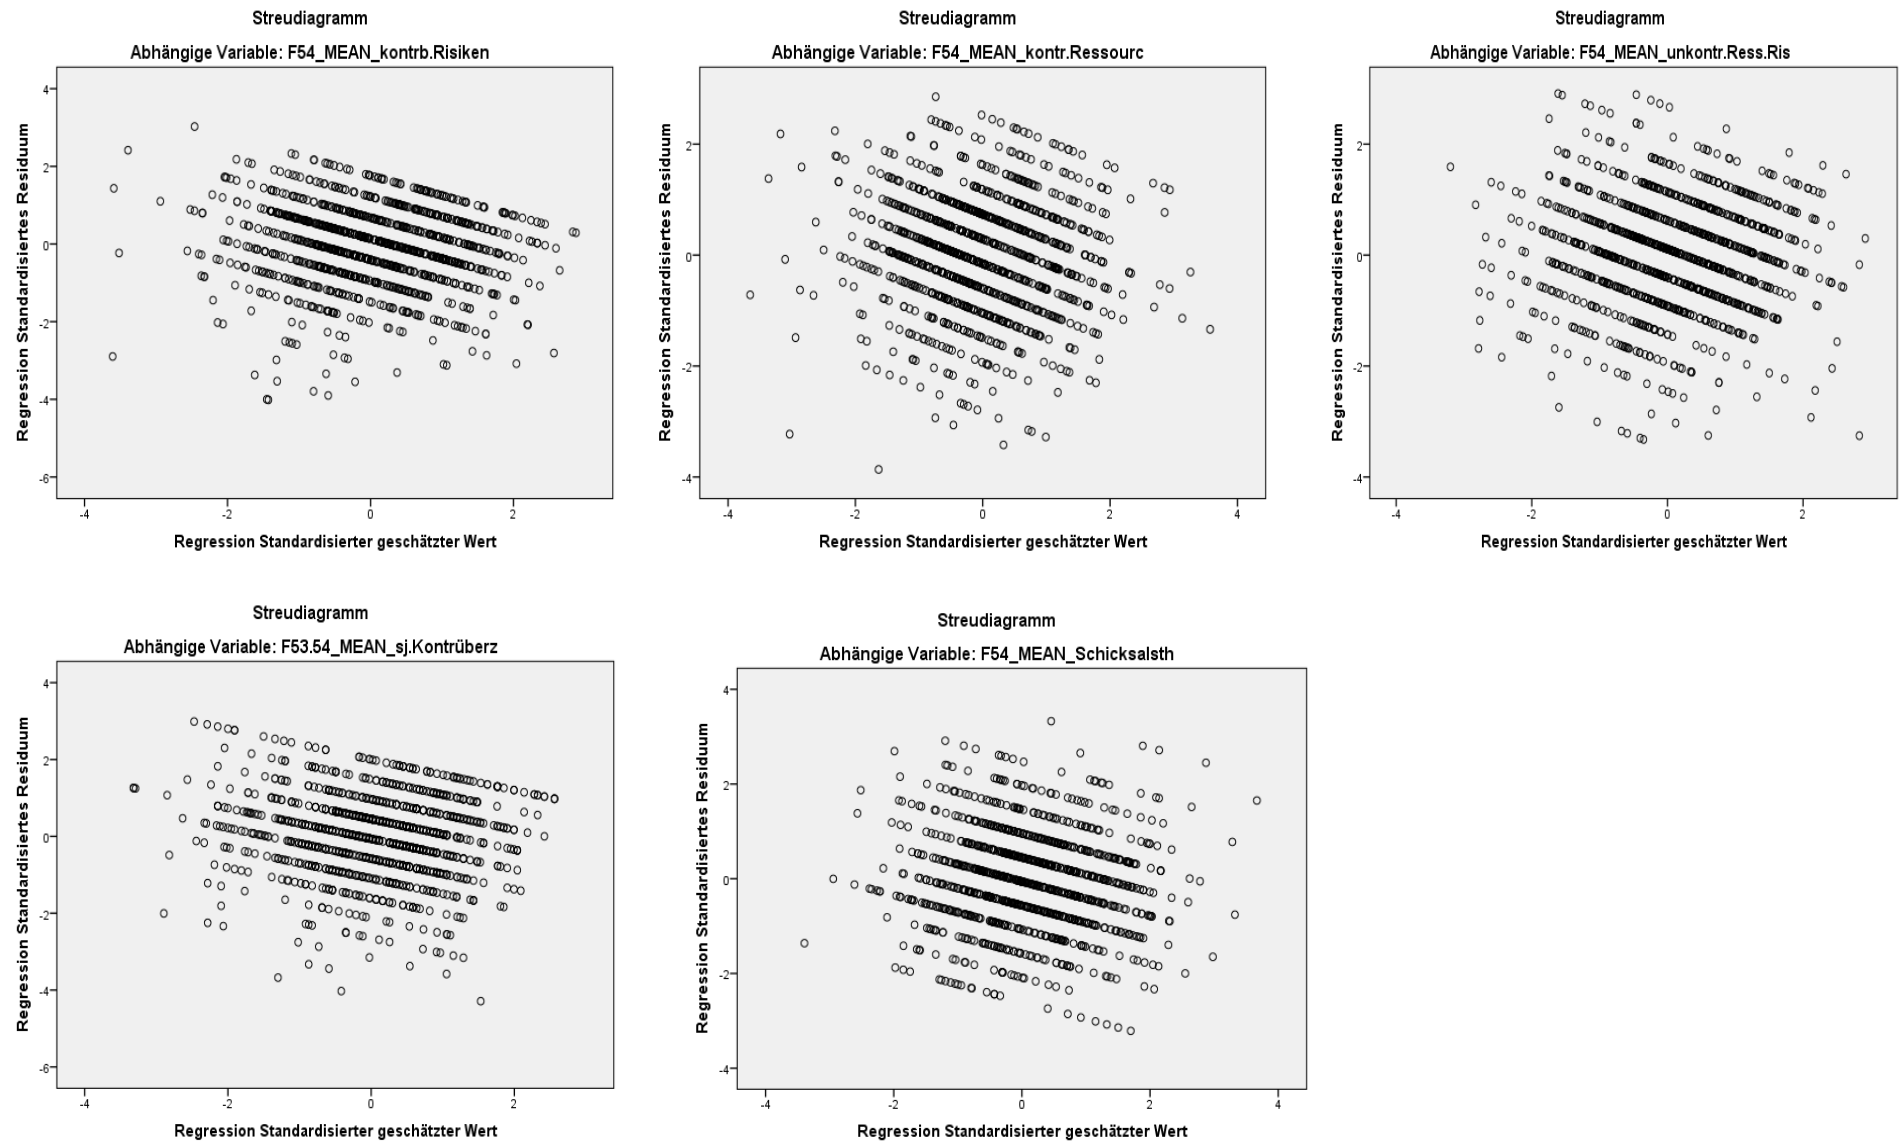 Streudiagramm
Abhängige Variable: F54_MEAN_kontrb.Risiken
Regression Standardisiertes Residuum
4
2
0
-2
-4
-6
-4
-2
0
2
Regression Standardisierter geschätzter Wert
Streudiagramm
Abhängige Variable: F54_MEAN_kontr.Ressourc
Regression Standardisiertes Residuum
2
0
-2
-4
-4
-2
0
2
4
Regression Standardisierter geschätzter Wert
Streudiagramm
Abhängige Variable: F54_MEAN_unkontr.Ress.Ris
Regression Standardisiertes Residuum
2
0
-2
-4
-4
-2
0
2
Regression Standardisierter geschätzter Wert
Streudiagramm
Abhängige Variable: F53.54_MEAN_sj.Kontrüberz
Regression Standardisiertes Residuum
4
2
0
-2
-4
-6
-4
-2
0
2
Regression Standardisierter geschätzter Wert
Streudiagramm
Abhängige Variable: F54_MEAN_Schicksalsth
Regression Standardisiertes Residuum
4
2
0
-2
-4
-4
-2
0
2
4
Regression Standardisierter geschätzter Wert